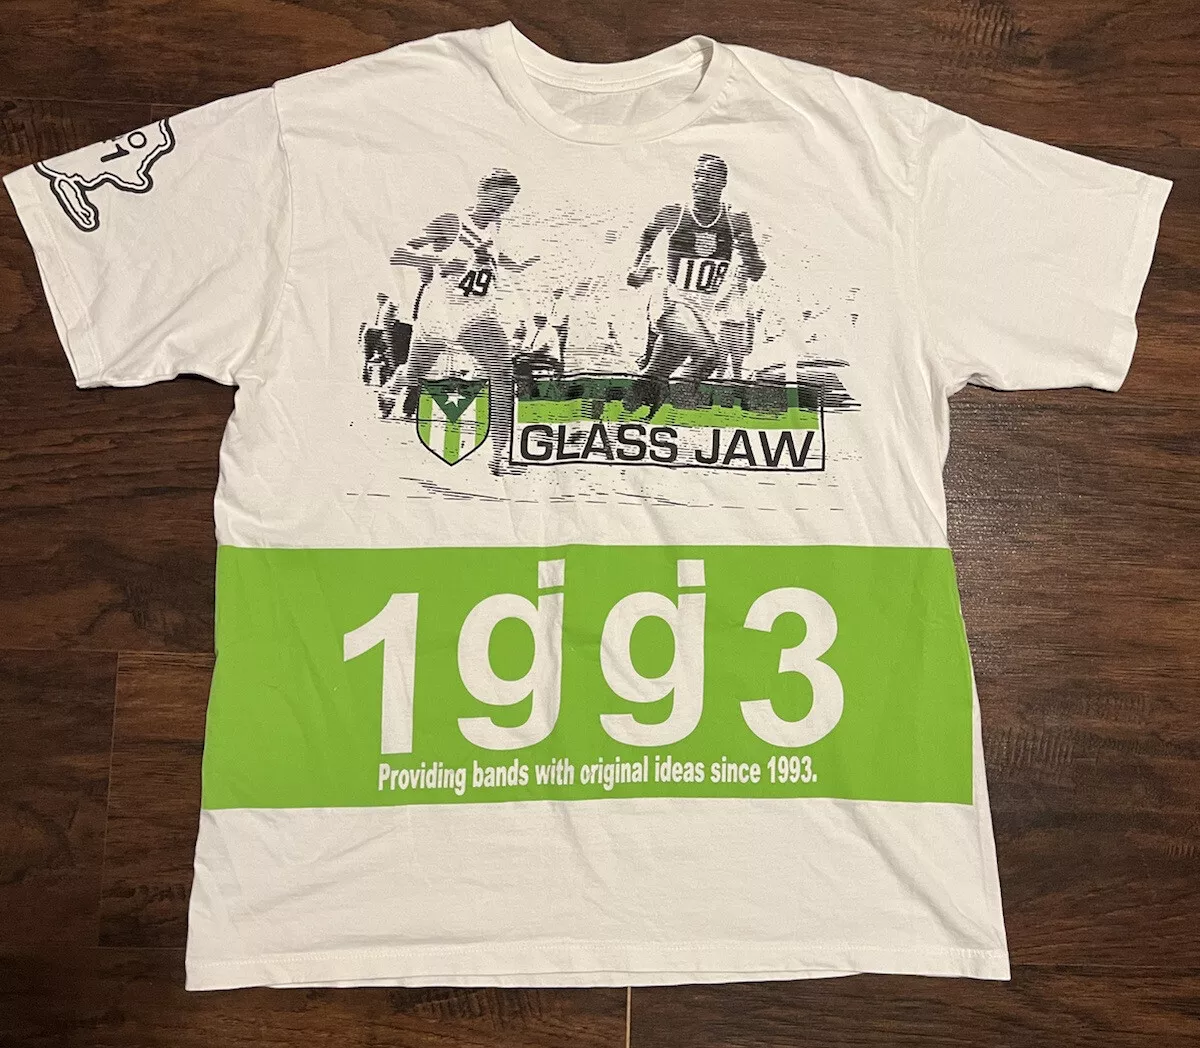 49
108
GLASS JAW
1993
Providing bands with original ideas since 1993.